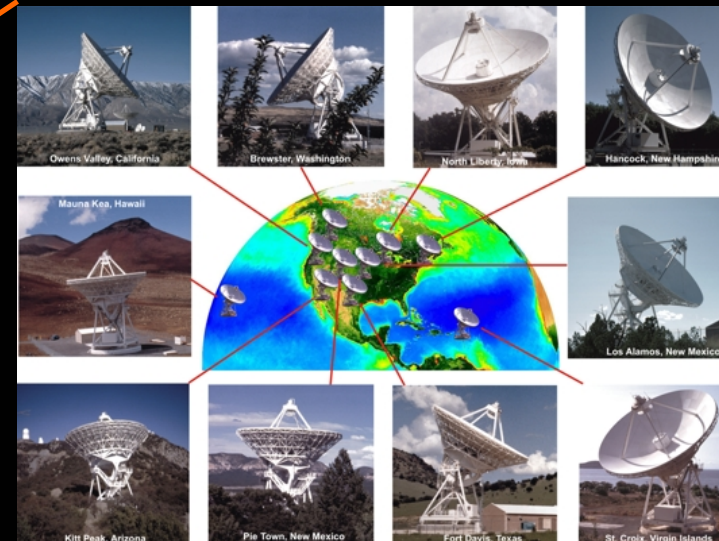 Owens Valley, California
Brewster, Washington
North Liberty, Iowa
Hancock, New Hampshire
Mauna Kea, Hawaii
Los Alamos, New Mexico
Kitt Peak, Arizona
Pie Town, New Mexico
Fort Davis, Texas
St. Croix, Virgin Islands